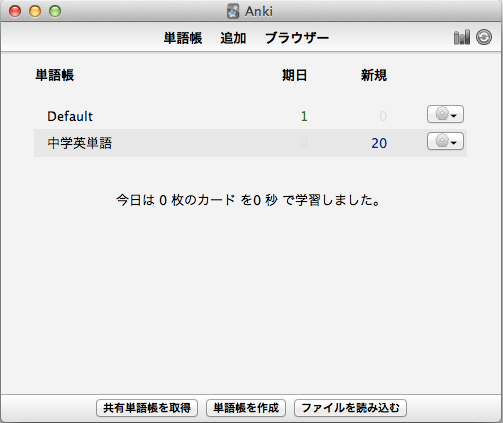 Anki
単語帳 追加 ブラウザー
単語帳 期日 新規
Default 1 0
中学英単語 0 20
今日は 0 枚のカード を0 秒 で学習しました。
共有単語帳を取得 単語帳を作成 ファイルを読み込む